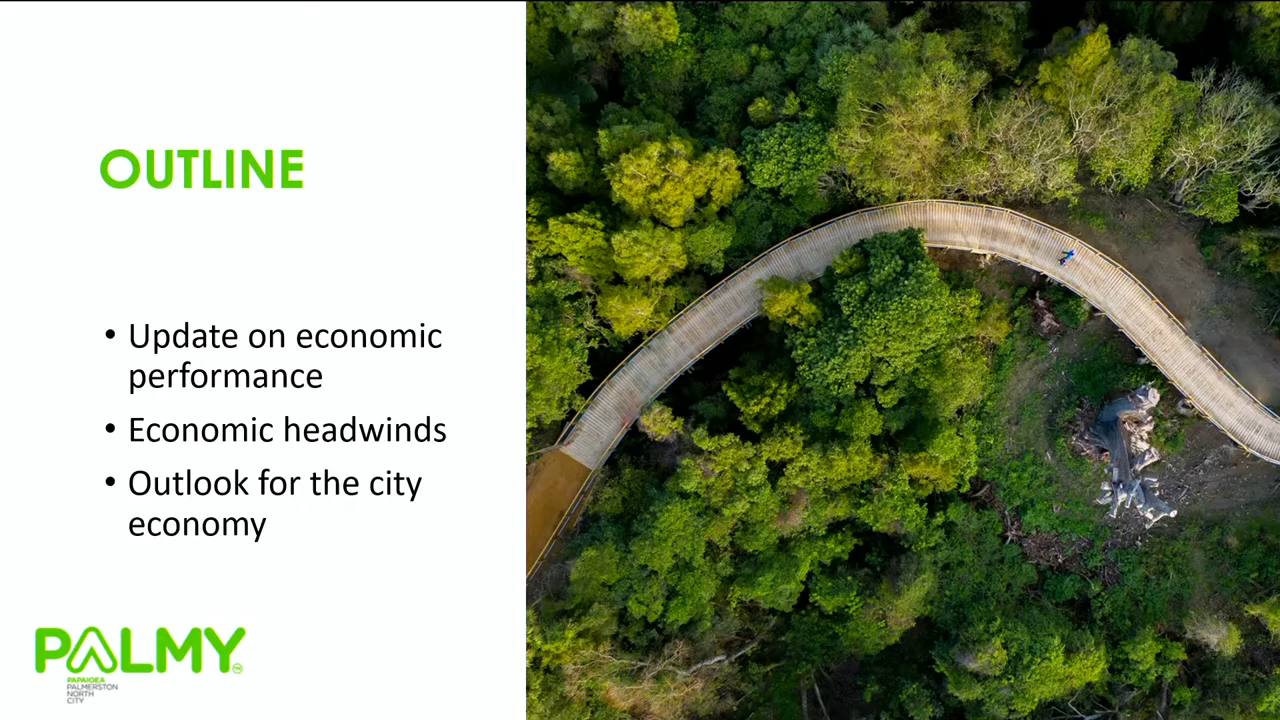 OUTLINE
• Update on economic
performance
• Economic headwinds
• Outlook for the city
economy
PALMY
PAPAIOEA
PALMERSTON
NORTH
CITY